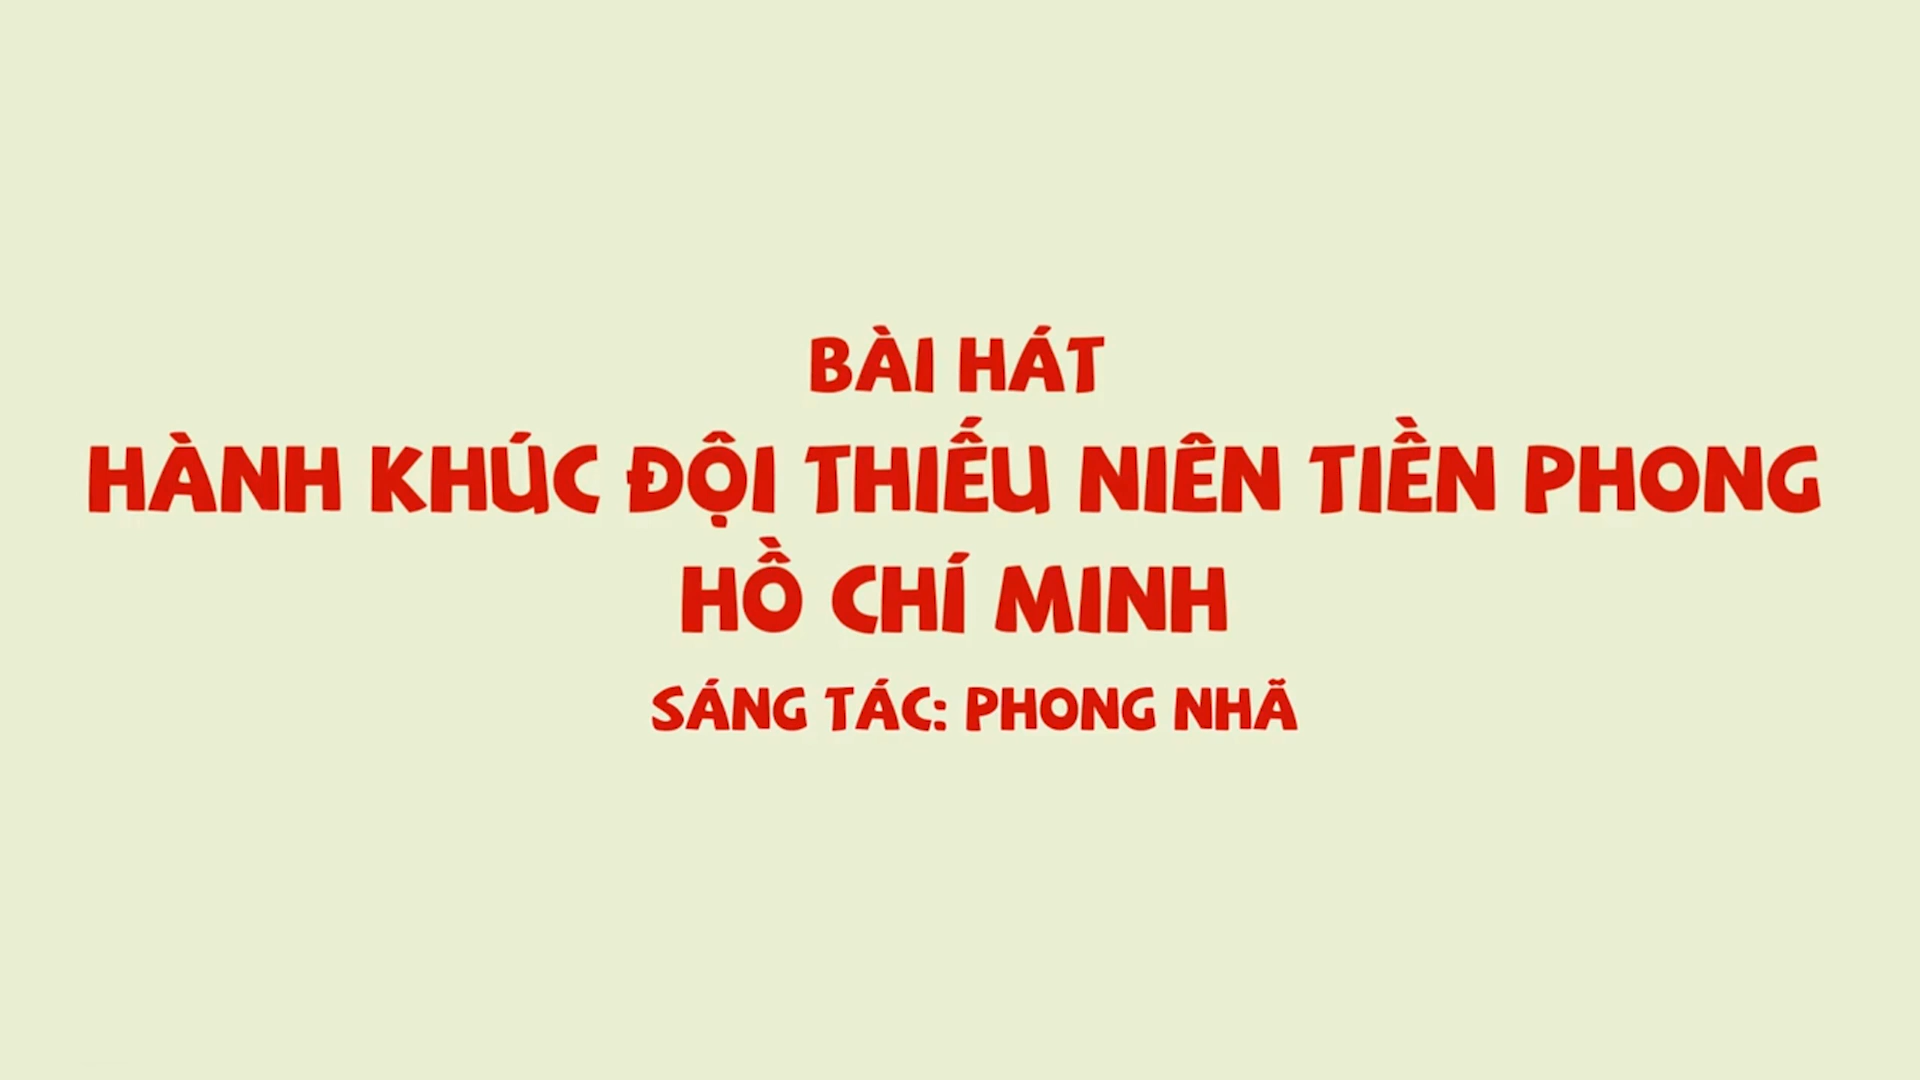 BÀI HÁT
HÀNH KHÚC ĐỘI THIẾU NIÊN TIỀN PHONG
HỒ CHÍ MINH
SÁNG TÁC: PHONG NHÃ